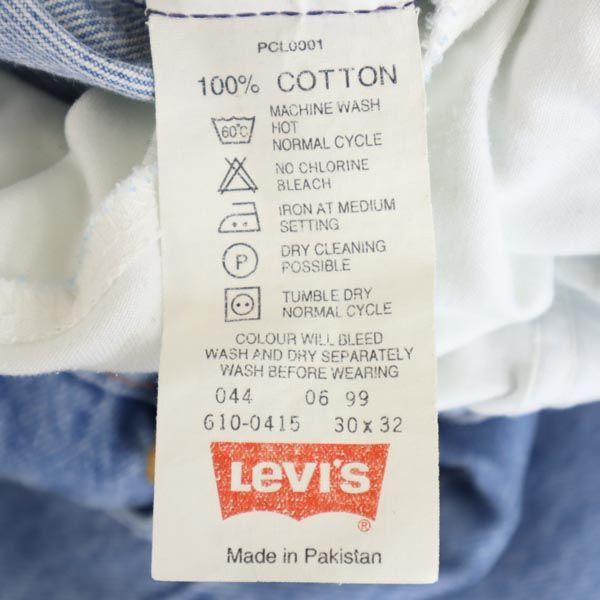 PCL0001
100% COTTON
60°C MACHINE WASH
HOT
NORMAL CYCLE
NO CHLORINE
BLEACH
IRON AT MEDIUM
SETTING
P DRY CLEANING
POSSIBLE
TUMBLE DRY
NORMAL CYCLE
COLOUR WILL BLEED
WASH AND DRY SEPARATELY
WASH BEFORE WEARING
044 06 99
610-0415 30 x 32
LEVI'S ®
Made in Pakistan